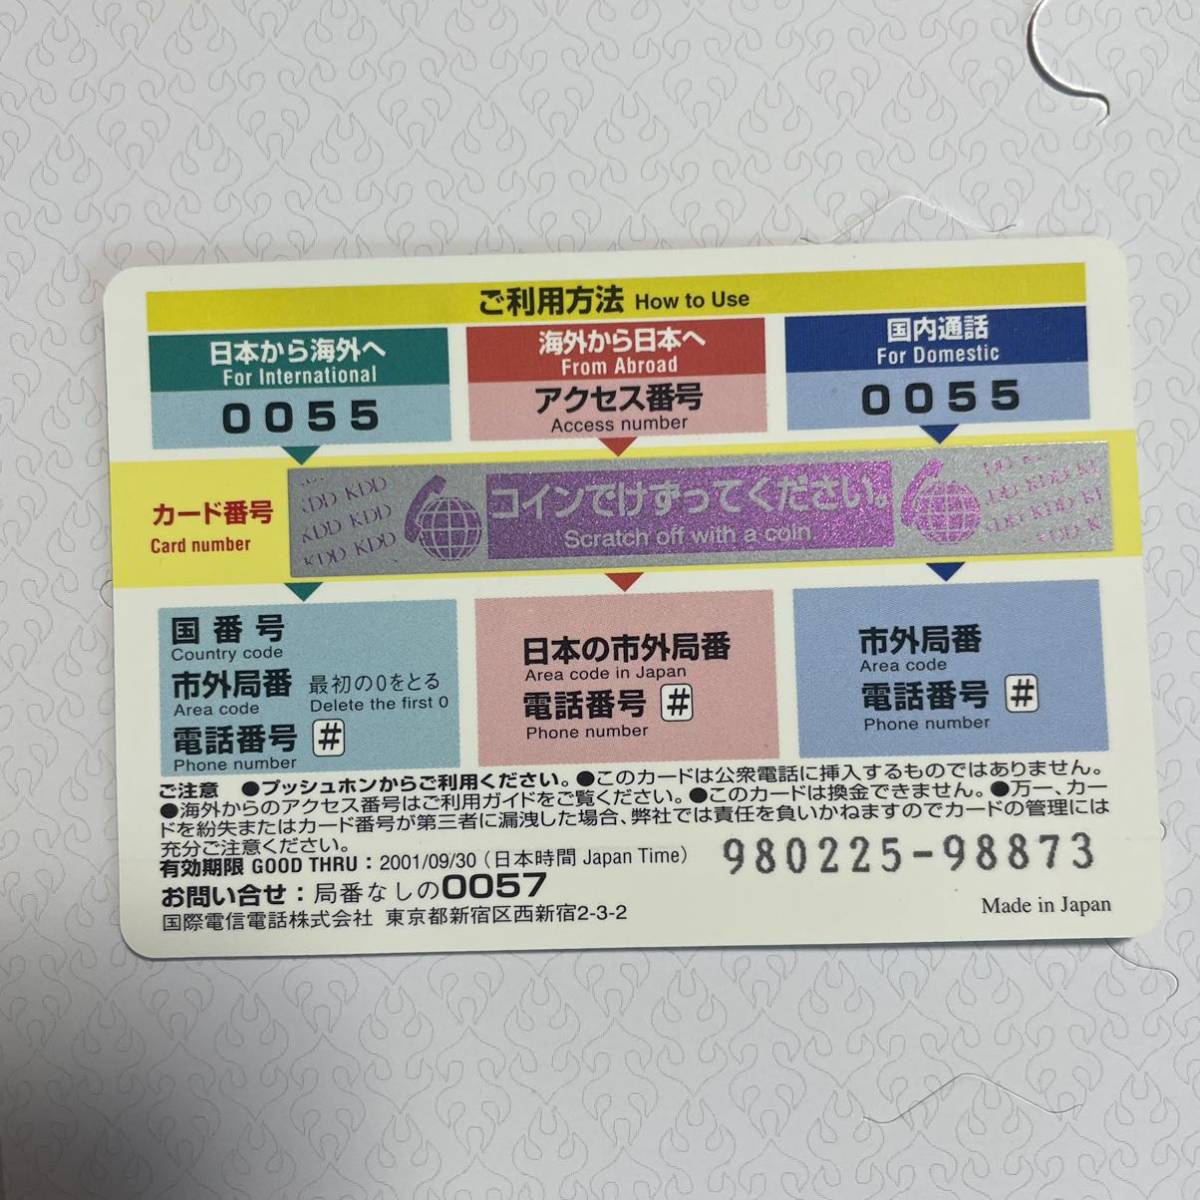 ご利用方法 How to Use
日本から海外へ
For International
0055
海外から日本へ
From Abroad
アクセス番号
Access number
国内通話
For Domestic
0055
カード番号
Card number
KDD KDD
KDD KDD
KDD KDD
コインでけずってください。
Scratch off with a coin.
国番号
Country code
市外局番 最初の0をとる
Area code Delete the first 0
電話番号 #
Phone number
日本の市外局番
Area code in Japan
電話番号 #
Phone number
市外局番
Area code
電話番号 #
Phone number
ご注意 ●プッシュホンからご利用ください。●このカードは公衆電話に挿入するものではありません。
●海外からのアクセス番号はご利用ガイドをご覧ください。●このカードは換金できません。●万一、カー
ドを紛失またはカード番号が第三者に漏洩した場合、弊社では責任を負いかねますのでカードの管理には
充分ご注意ください。
有効期限 GOOD THRU：2001/09/30（日本時間 Japan Time）
980225-98873
お問い合せ：局番なしの0057
国際電信電話株式会社 東京都新宿区西新宿2-3-2
Made in Japan